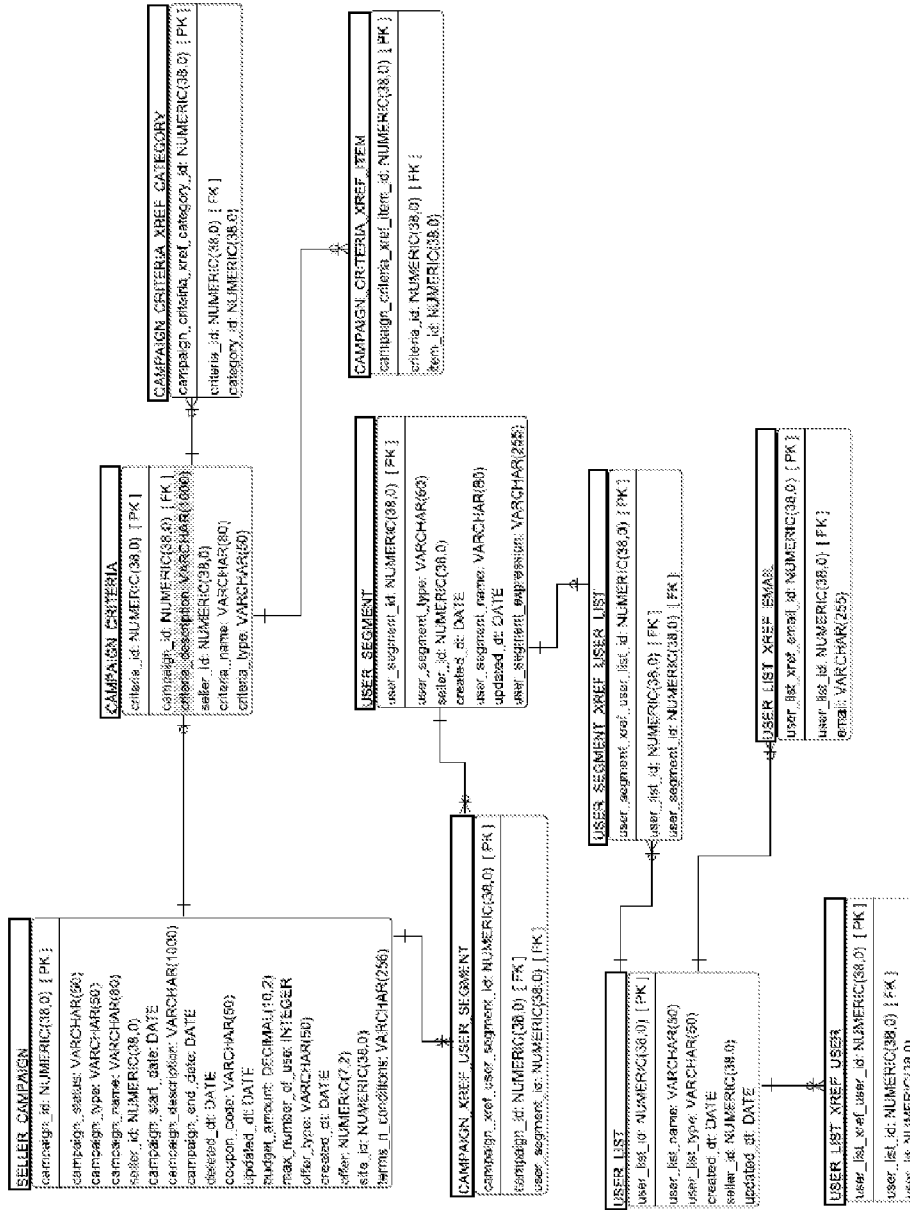 SELLER_CAMPAIGN
campaign_id: NUMERIC(38,0) [ PK ]
campaign_status: VARCHAR(50)
campaign_type: VARCHAR(50)
campaign_name: VARCHAR(80)
seller_id: NUMERIC(38,0)
campaign_start_date: DATE
campaign_description: VARCHAR(1000)
campaign_end_date: DATE
deleted_dt: DATE
coupon_code: VARCHAR(50)
updated_dt: DATE
budget_amount: DECIMAL(10,2)
max_number_of_use: INTEGER
offer_type: VARCHAR(50)
created_dt: DATE
offer: NUMERIC(7,2)
site_id: NUMERIC(38,0)
terms_n_conditions: VARCHAR(256)
CAMPAIGN_CRITERIA
criteria_id: NUMERIC(38,0) [ PK ]
campaign_id: NUMERIC(38,0) [ FK ]
criteria_description: VARCHAR(1000)
seller_id: NUMERIC(38,0)
criteria_name: VARCHAR(80)
criteria_type: VARCHAR(50)
CAMPAIGN_CRITERIA_XREF_CATEGORY
campaign_criteria_xref_category_id: NUMERIC(38,0) [ PK ]
criteria_id: NUMERIC(38,0) [ FK ]
category_id: NUMERIC(38,0)
CAMPAIGN_CRITERIA_XREF_ITEM
campaign_criteria_xref_item_id: NUMERIC(38,0) [ PK ]
criteria_id: NUMERIC(38,0) [ FK ]
item_id: NUMERIC(38,0)
CAMPAIGN_XREF_USER_SEGMENT
campaign_xref_user_segment_id: NUMERIC(38,0) [ PK ]
campaign_id: NUMERIC(38,0) [ FK ]
user_segment_id: NUMERIC(38,0) [ FK ]
USER_SEGMENT
user_segment_id: NUMERIC(38,0) [ PK ]
user_segment_type: VARCHAR(50)
seller_id: NUMERIC(38,0)
created_dt: DATE
user_segment_name: VARCHAR(80)
updated_dt: DATE
user_segment_expression: VARCHAR(255)
USER_SEGMENT_XREF_USER_LIST
user_segment_xref_user_list_id: NUMERIC(38,0) [ PK ]
user_list_id: NUMERIC(38,0) [ FK ]
user_segment_id: NUMERIC(38,0) [ FK ]
USER_LIST
user_list_id: NUMERIC(38,0) [ PK ]
user_list_name: VARCHAR(50)
user_list_type: VARCHAR(50)
created_dt: DATE
seller_id: NUMERIC(38,0)
updated_dt: DATE
USER_LIST_XREF_EMAIL
user_list_xref_email_id: NUMERIC(38,0) [ PK ]
user_list_id: NUMERIC(38,0) [ FK ]
email: VARCHAR(255)
USER_LIST_XREF_USER
user_list_xref_user_id: NUMERIC(38,0) [ PK ]
user_list_id: NUMERIC(38,0) [ FK ]